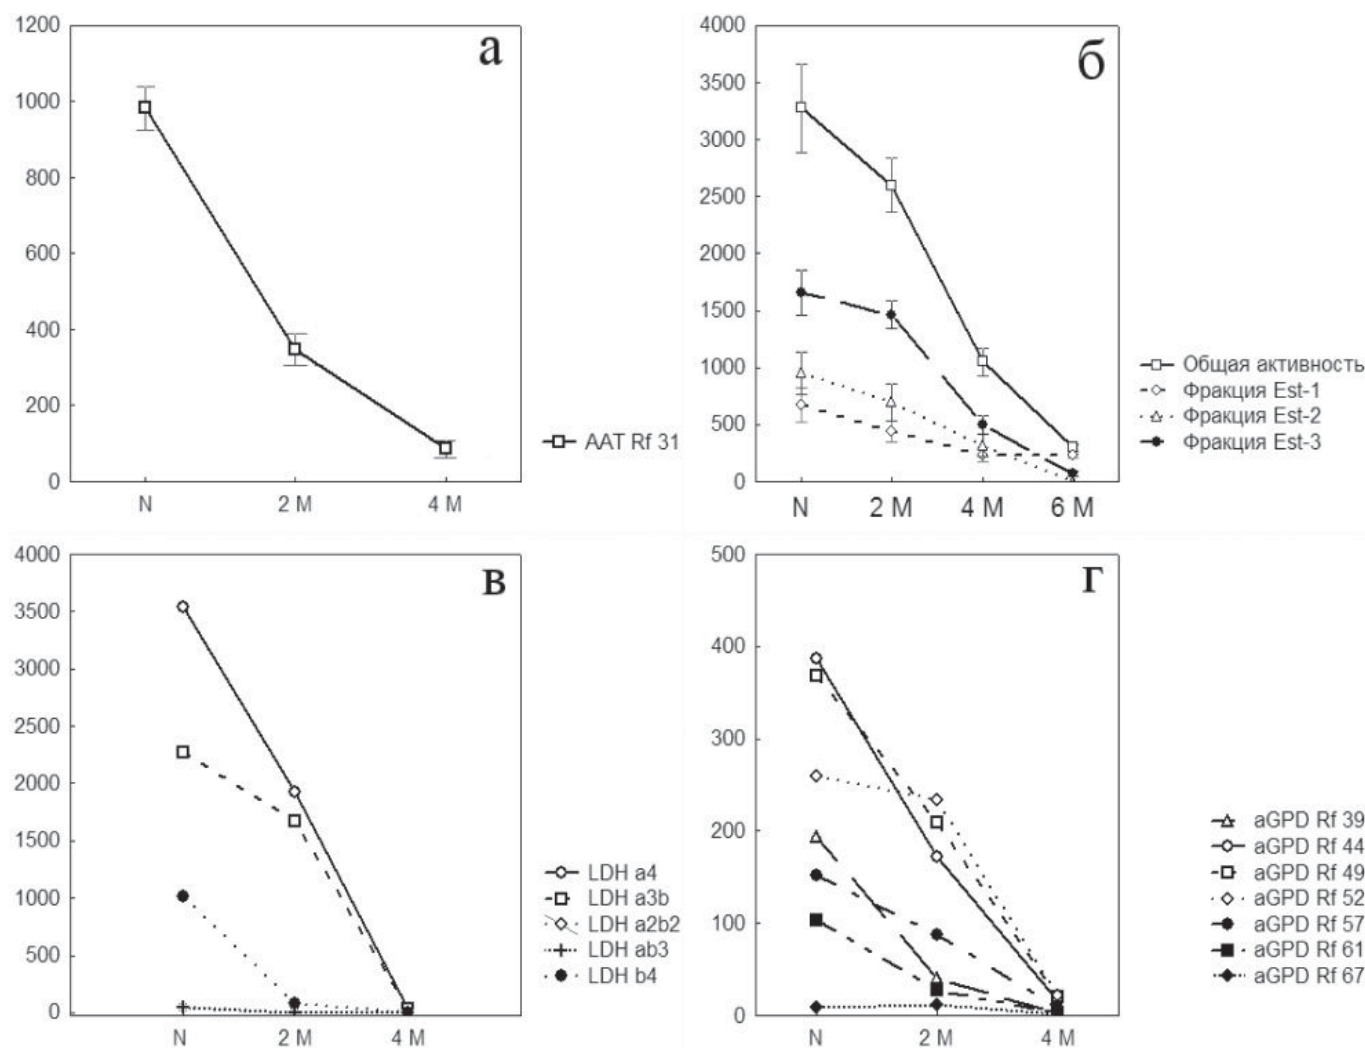 1200
1000
800
600
400
200
0
N
2 M
4 M
а
AAT Rf 31
4000
3500
3000
2500
2000
1500
1000
500
0
N
2 M
4 M
6 M
б
Общая активность
Фракция Est-1
Фракция Est-2
Фракция Est-3
4000
3500
3000
2500
2000
1500
1000
500
0
N
2 M
4 M
в
LDH a4
LDH a3b
LDH a2b2
LDH ab3
LDH b4
500
400
300
200
100
0
N
2 M
4 M
г
aGPD Rf 39
aGPD Rf 44
aGPD Rf 49
aGPD Rf 52
aGPD Rf 57
aGPD Rf 61
aGPD Rf 67